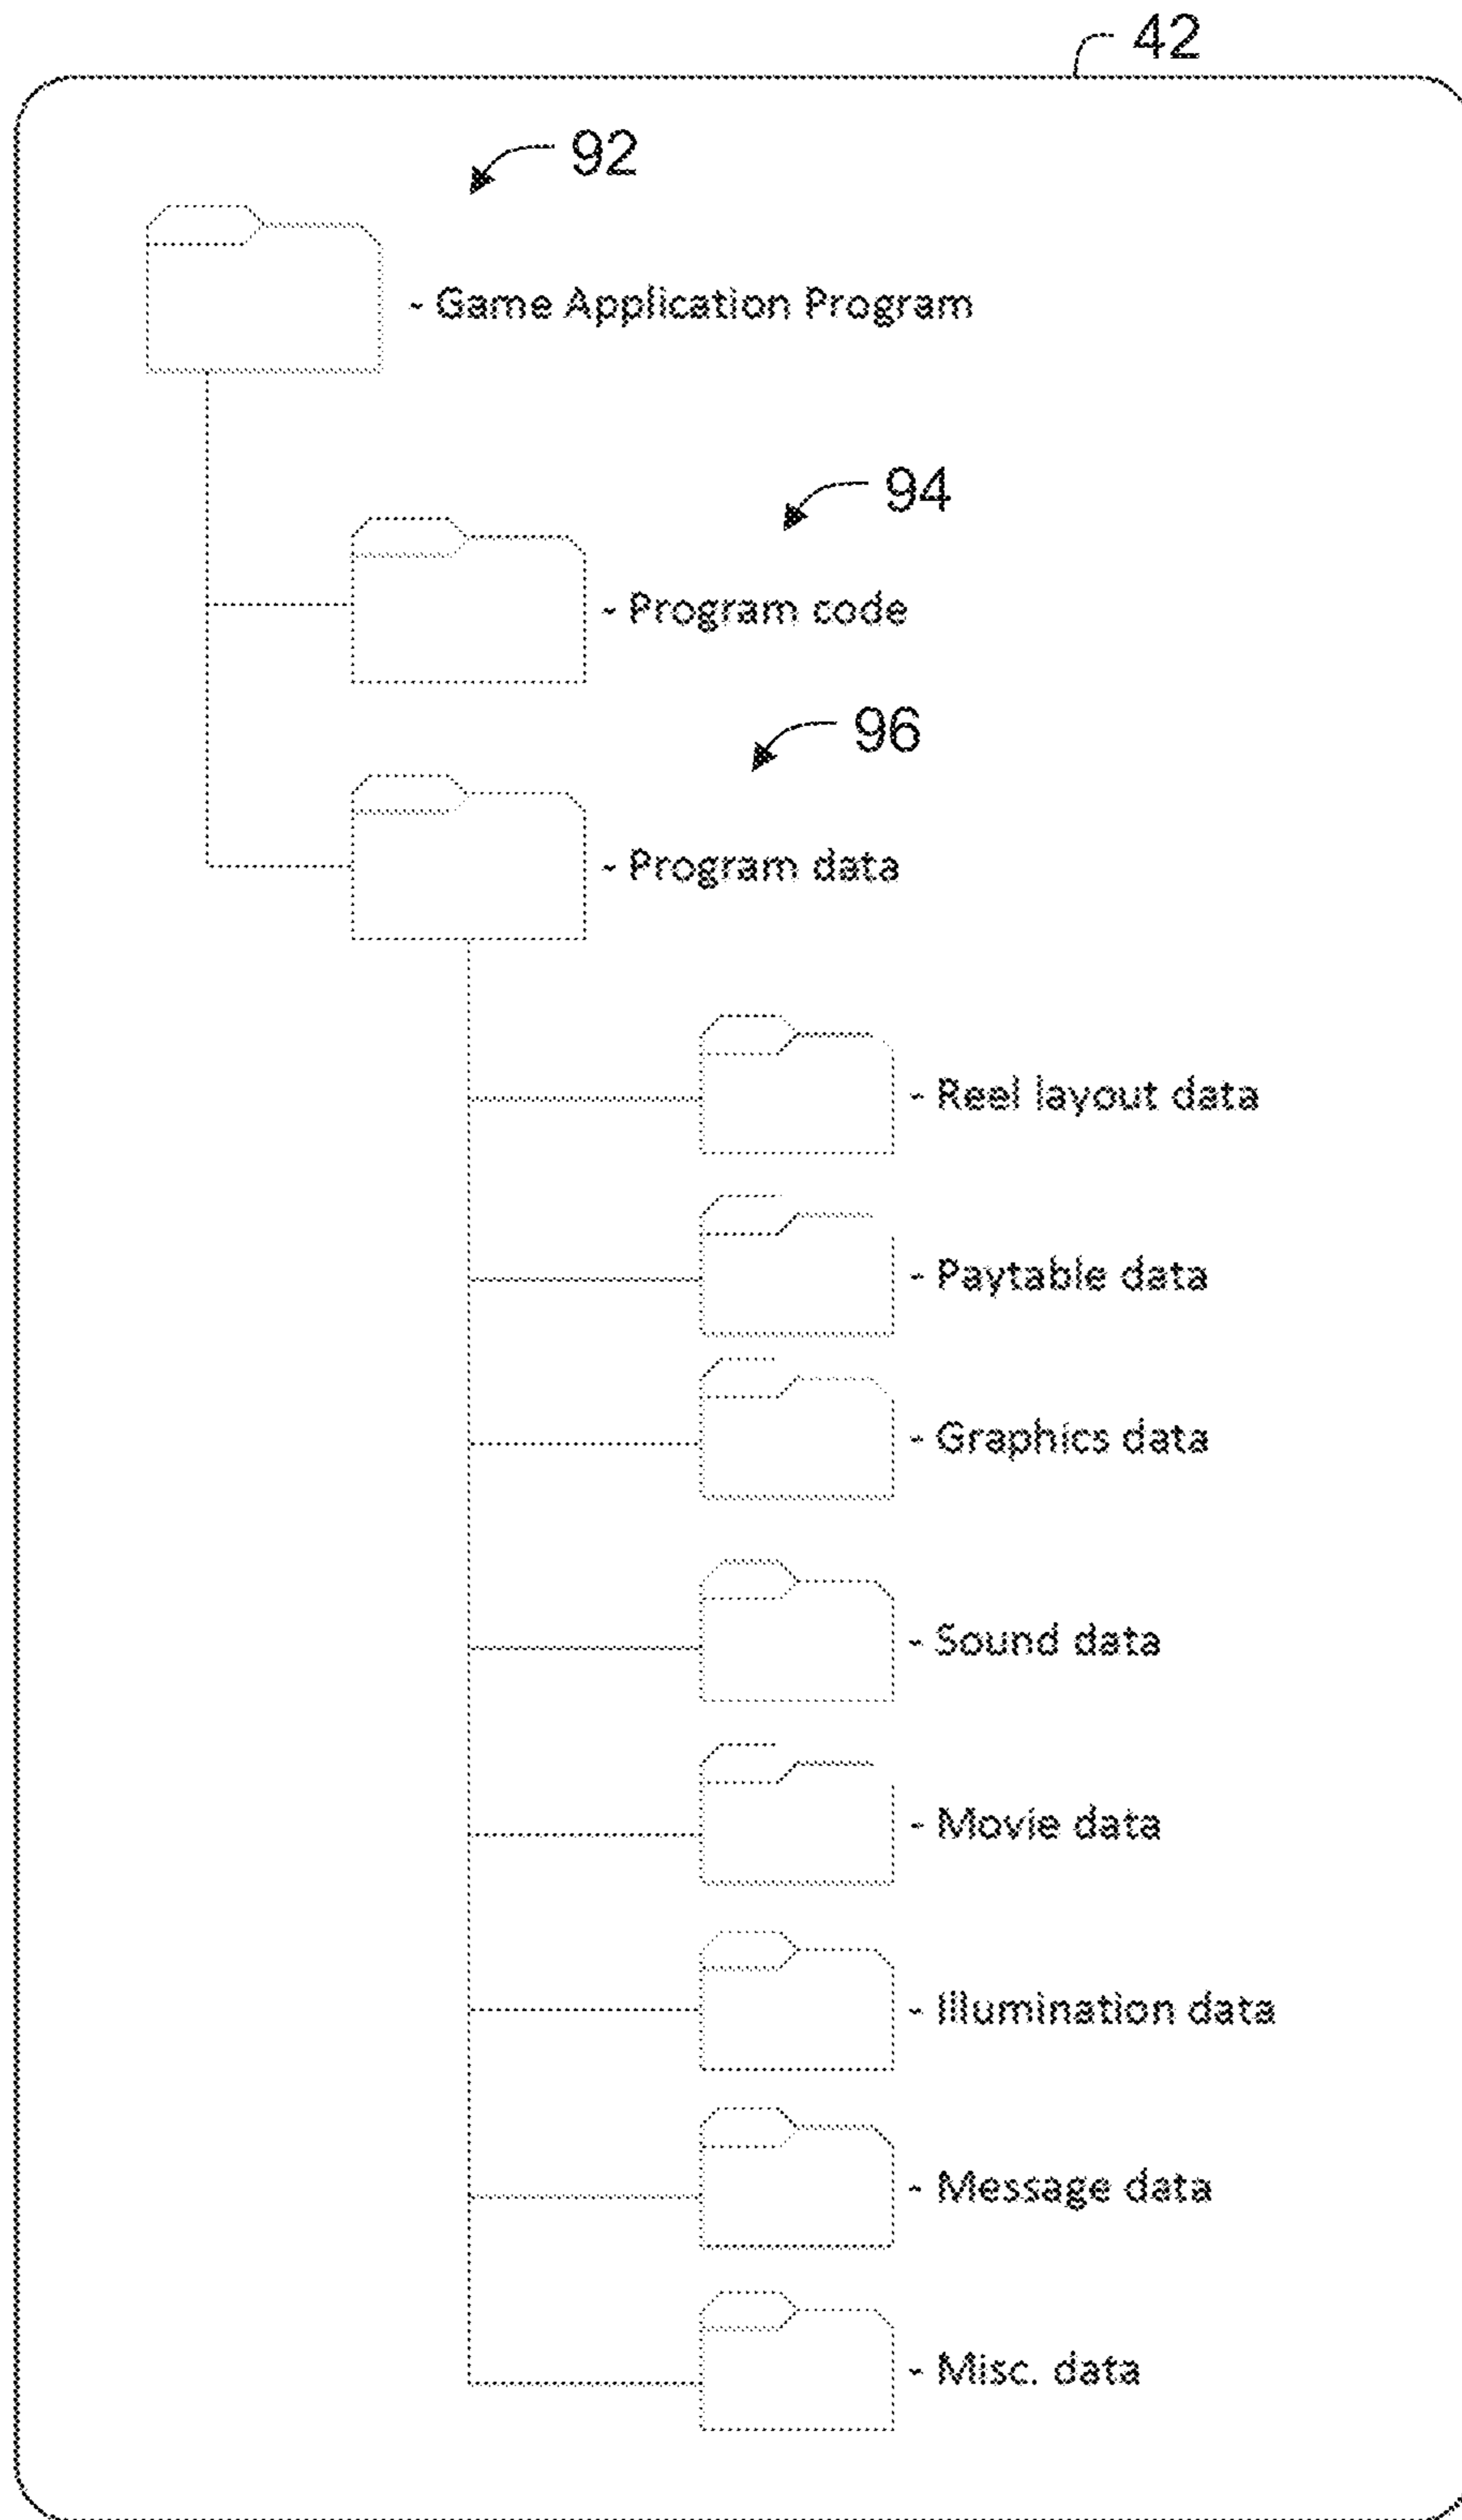 42
92
- Game Application Program
94
- Program code
96
- Program data
- Reel layout data
- Paytable data
- Graphics data
- Sound data
- Movie data
- Illumination data
- Message data
- Misc. data